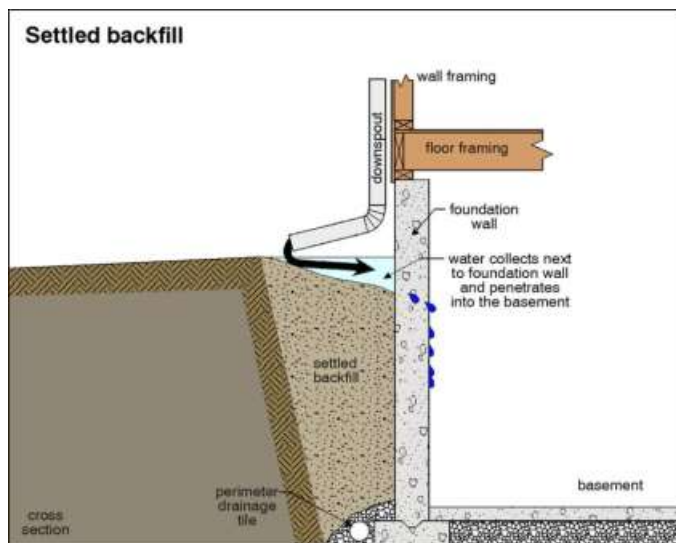 Settled backfill
wall framing
downspout
floor framing
foundation
wall
water collects next
to foundation wall
and penetrates
into the basement
settled
backfill
perimeter
drainage
tile
basement
cross
section